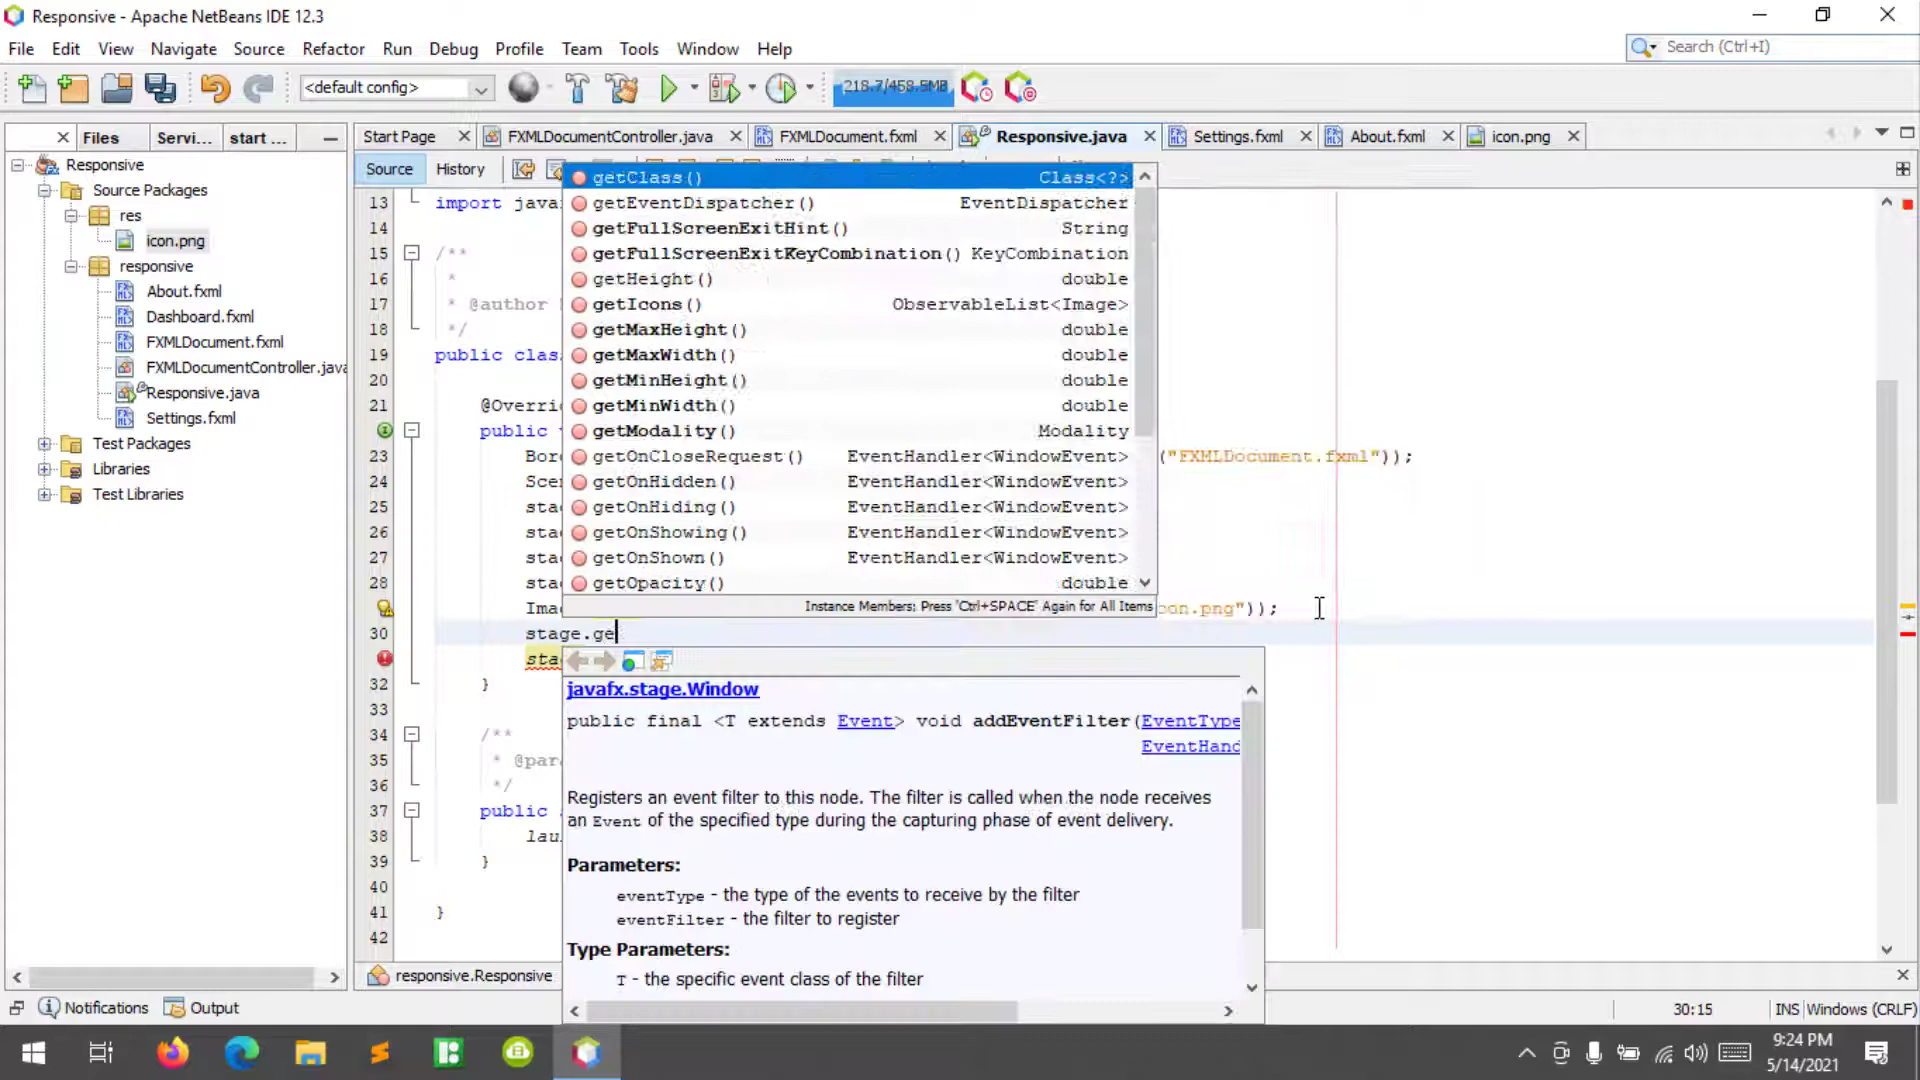 Responsive - Apache NetBeans IDE 12.3
File Edit View Navigate Source Refactor Run Debug Profile Team Tools Window Help
Search (Ctrl+I)
<default config>
218.7/458.5MB
Files Servi... start ...
Start Page FXMLDocumentController.java FXMLDocument.fxml Responsive.java Settings.fxml About.fxml icon.png
Source History
Responsive
Source Packages
res
icon.png
responsive
About.fxml
Dashboard.fxml
FXMLDocument.fxml
FXMLDocumentController.java
Responsive.java
Settings.fxml
Test Packages
Libraries
Test Libraries
13 import java
14
15 /**
16 *
17 * @author
18 */
19 public clas
20
21 @Overri
public
23 Bor ("FXMLDocument.fxml"));
24 Scen
25 sta
26 sta
27 sta
28 sta
Ima on.png"));
30 stage.ge
sta
32 }
33
34 /**
35 * @para
36 */
37 public
38 lau
39 }
40
41 }
42
getClass() Class<?>
getEventDispatcher() EventDispatcher
getFullScreenExitHint() String
getFullScreenExitKeyCombination() KeyCombination
getHeight() double
getIcons() ObservableList<Image>
getMaxHeight() double
getMaxWidth() double
getMinHeight() double
getMinWidth() double
getModality() Modality
getOnCloseRequest() EventHandler<WindowEvent>
getOnHidden() EventHandler<WindowEvent>
getOnHiding() EventHandler<WindowEvent>
getOnShowing() EventHandler<WindowEvent>
getOnShown() EventHandler<WindowEvent>
getOpacity() double
Instance Members; Press 'Ctrl+SPACE' Again for All Items
javafx.stage.Window
public final <T extends Event> void addEventFilter(EventType
EventHand
Registers an event filter to this node. The filter is called when the node receives
an Event of the specified type during the capturing phase of event delivery.
Parameters:
eventType - the type of the events to receive by the filter
eventFilter - the filter to register
Type Parameters:
T - the specific event class of the filter
responsive.Responsive
Notifications Output
30:15 INS Windows (CRLF)
9:24 PM
5/14/2021